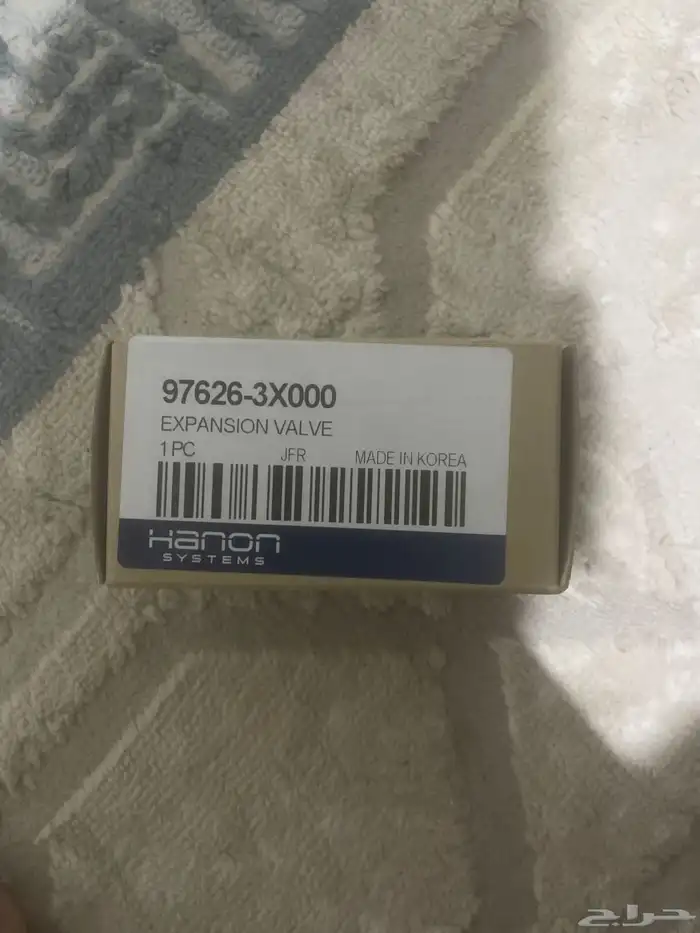 97626-3X000
EXPANSION VALVE
1 PC JFR MADE IN KOREA
Hanon
SYSTEMS
حراج